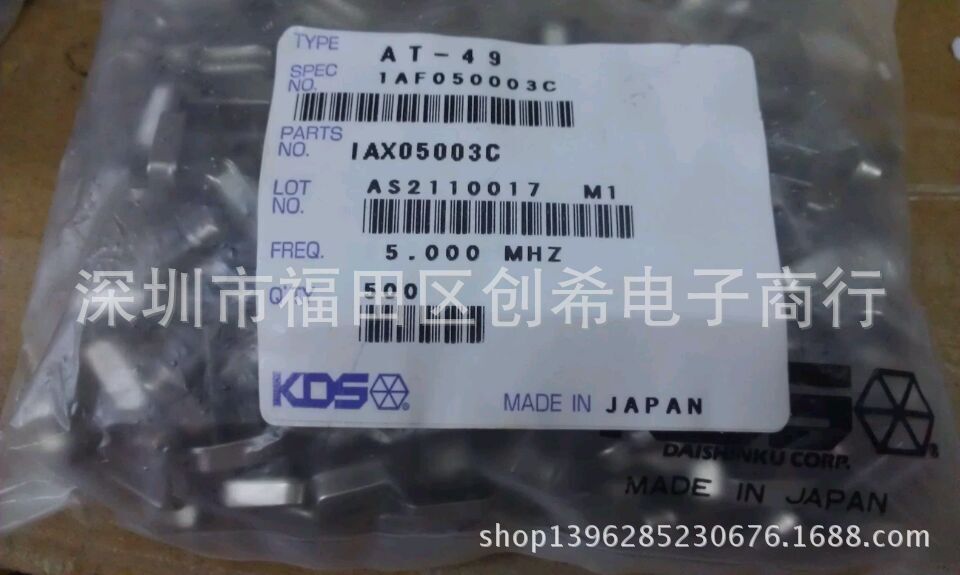 TYPE AT-49
SPEC NO. 1AF050003C
PARTS NO. 1AX05003C
LOT NO. AS2110017 M1
FREQ. 5.000 MHZ
深圳市福田区创希电子商行
Q'TY 500
KDS
MADE IN JAPAN
DAISHINKU CORP.
MADE IN JAPAN
shop1396285230676.1688.com